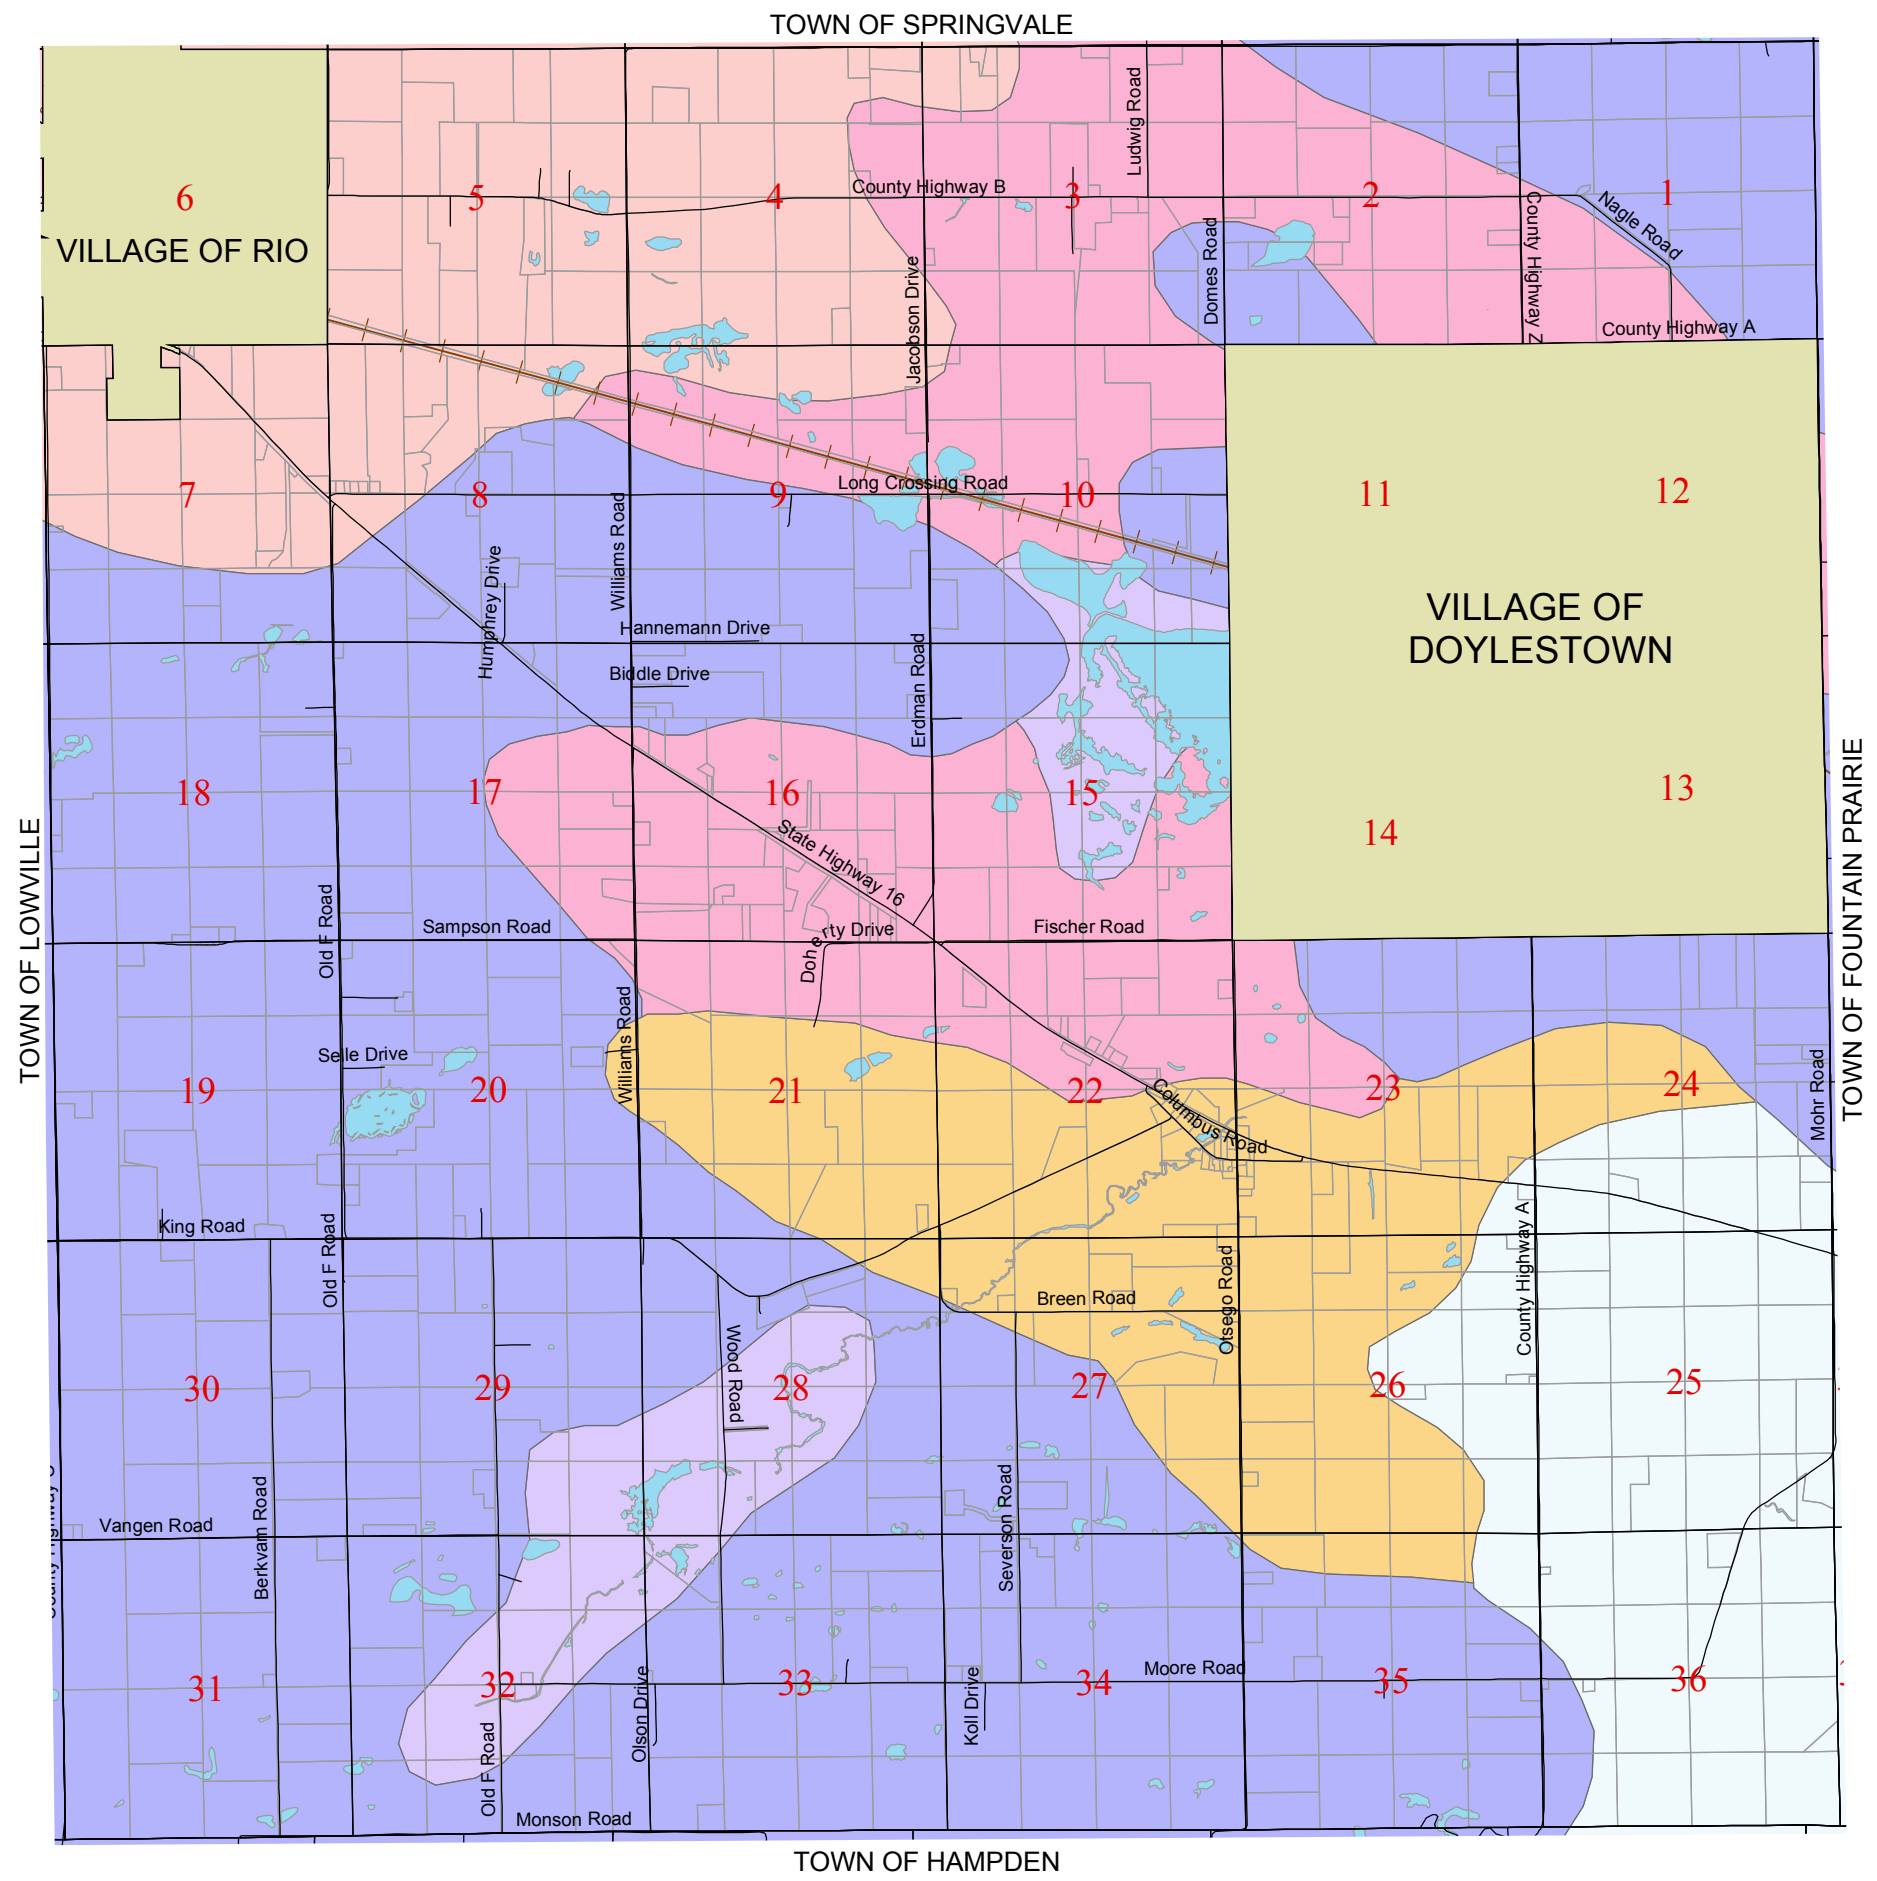 TOWN OF SPRINGVALE
Ludwig Road
6
5
4
County Highway B
3
2
1
Nagle Road
VILLAGE OF RIO
Jacobson Drive
Domes Road
County Highway Z
County Highway A
7
8
9
Long Crossing Road
10
11
12
Williams Road
Humphrey Drive
Hannemann Drive
VILLAGE OF
DOYLESTOWN
Biddle Drive
Erdman Road
18
17
16
15
14
13
State Highway 16
TOWN OF LOWVILLE
TOWN OF FOUNTAIN PRAIRIE
Old F Road
Sampson Road
Doherty Drive
Fischer Road
Williams Road
Selle Drive
19
20
21
22
23
24
Mohr Road
Columbus Road
King Road
Old F Road
Otsego Road
County Highway A
Breen Road
Wood Road
30
29
28
27
26
25
Vangen Road
Berkvam Road
Severson Road
31
32
33
34
Moore Road
35
36
Olson Drive
Koll Drive
Old F Road
Monson Road
TOWN OF HAMPDEN